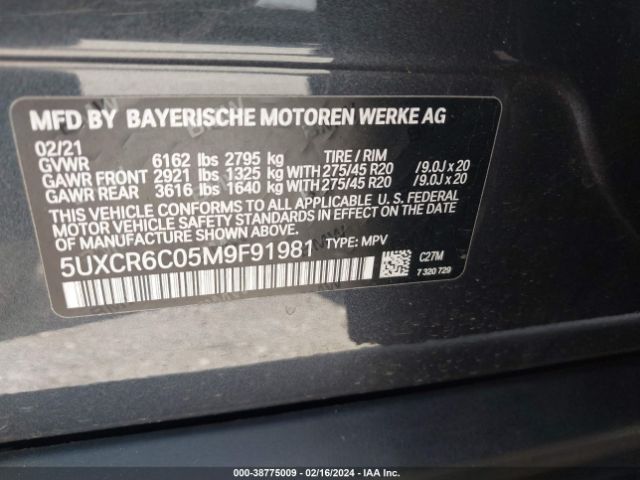 MFD BY BAYERISCHE MOTOREN WERKE AG
02/21
GVWR 6162 lbs 2795 kg TIRE / RIM
GAWR FRONT 2921 lbs 1325 kg WITH 275/45 R20 / 9.0J x 20
GAWR REAR 3616 lbs 1640 kg WITH 275/45 R20 / 9.0J x 20
THIS VEHICLE CONFORMS TO ALL APPLICABLE U.S. FEDERAL
MOTOR VEHICLE SAFETY STANDARDS IN EFFECT ON THE DATE
OF MANUFACTURE SHOWN ABOVE.
5UXCR6C05M9F91981 TYPE: MPV
C27M
7 320 729
COPART © - 38775009 - 02/16/2024 - IAA Inc.